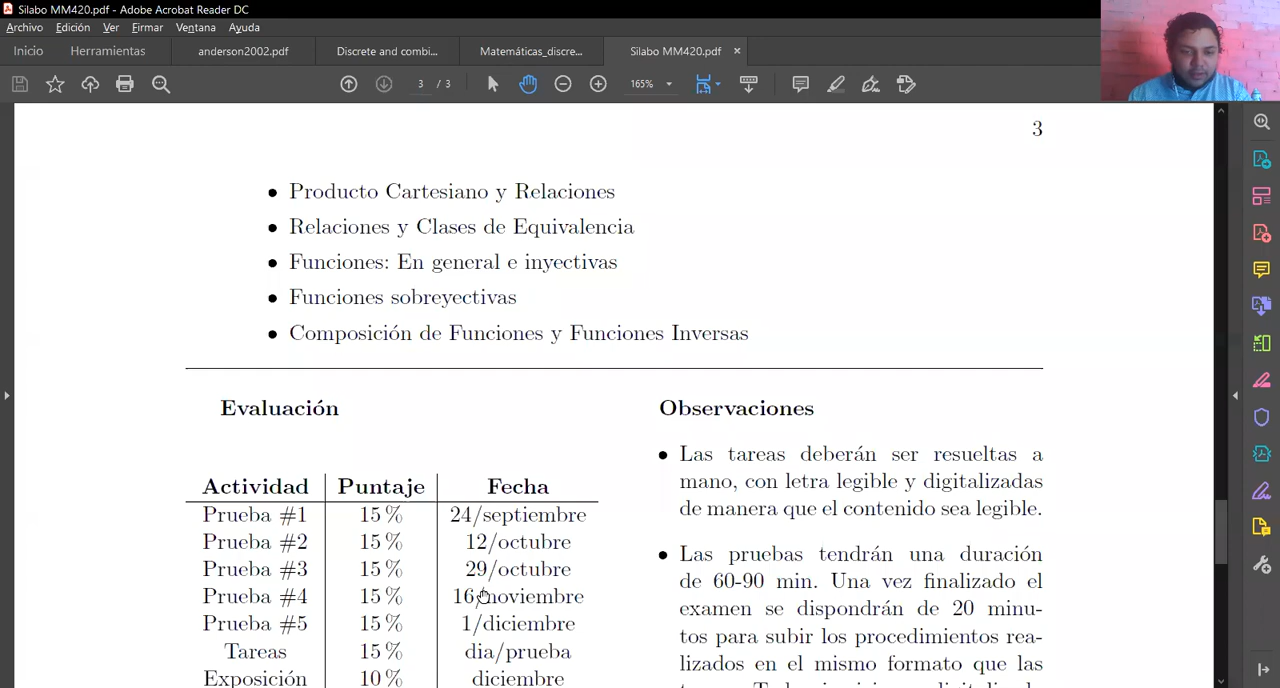 Silabo MM420.pdf - Adobe Acrobat Reader DC
Archivo Edición Ver Firmar Ventana Ayuda
Inicio Herramientas anderson2002.pdf Discrete and combi... Matemáticas_discre... Silabo MM420.pdf ×
3 / 3 165%
3
• Producto Cartesiano y Relaciones
• Relaciones y Clases de Equivalencia
• Funciones: En general e inyectivas
• Funciones sobreyectivas
• Composición de Funciones y Funciones Inversas
Evaluación
Actividad Puntaje Fecha
Prueba #1 15 % 24/septiembre
Prueba #2 15 % 12/octubre
Prueba #3 15 % 29/octubre
Prueba #4 15 % 16/noviembre
Prueba #5 15 % 1/diciembre
Tareas 15 % dia/prueba
Exposición 10 % diciembre
Observaciones
• Las tareas deberán ser resueltas a
mano, con letra legible y digitalizadas
de manera que el contenido sea legible.
• Las pruebas tendrán una duración
de 60-90 min. Una vez finalizado el
examen se dispondrán de 20 minu-
tos para subir los procedimientos rea-
lizados en el mismo formato que las